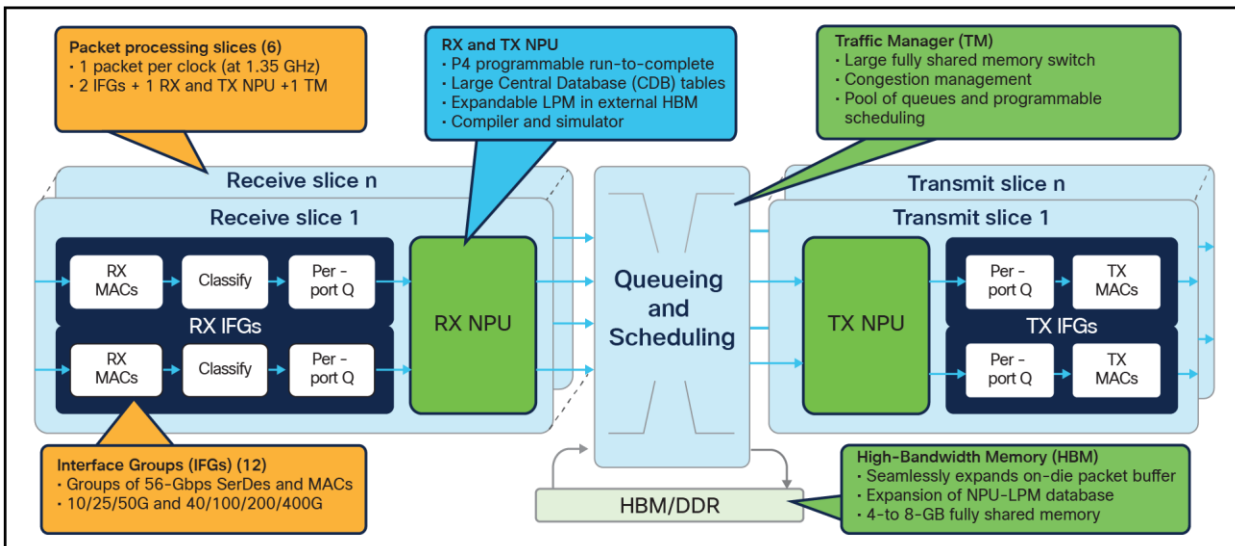 Packet processing slices (6)
· 1 packet per clock (at 1.35 GHz)
· 2 IFGs + 1 RX and TX NPU +1 TM
RX and TX NPU
· P4 programmable run-to-complete
· Large Central Database (CDB) tables
· Expandable LPM in external HBM
· Compiler and simulator
Traffic Manager (TM)
· Large fully shared memory switch
· Congestion management
· Pool of queues and programmable
scheduling
Receive slice n
Receive slice 1
RX
MACs
Classify
Per -
port Q
RX IFGs
RX
MACs
Classify
Per -
port Q
RX NPU
Queueing
and
Scheduling
Transmit slice n
Transmit slice 1
TX NPU
Per -
port Q
TX
MACs
TX IFGs
Per -
port Q
TX
MACs
Interface Groups (IFGs) (12)
· Groups of 56-Gbps SerDes and MACs
· 10/25/50G and 40/100/200/400G
HBM/DDR
High-Bandwidth Memory (HBM)
· Seamlessly expands on-die packet buffer
· Expansion of NPU-LPM database
· 4-to 8-GB fully shared memory